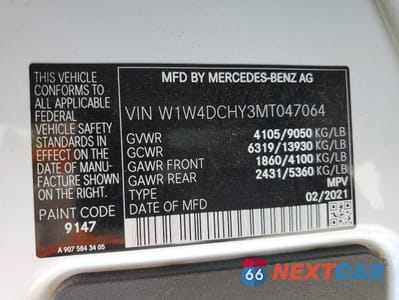 THIS VEHICLE
CONFORMS TO
ALL APPLICABLE
FEDERAL
SAFETY
STANDARDS IN
EFFECT ON THE
DATE OF MANU-
FACTURE SHOWN
ON THE RIGHT.
PAINT CODE
9147
A 907 584 34 05
MFD BY MERCEDES-BENZ AG
VIN W1W4DCHY3MT047064
GVWR 4105/9050 KG/LB
GCWR 6319/13930 KG/LB
GAWR FRONT 1860/4100 KG/LB
GAWR REAR 2431/5360 KG/LB
TYPE MPV
DATE OF MFD 02/2021
66 NEXTCAR